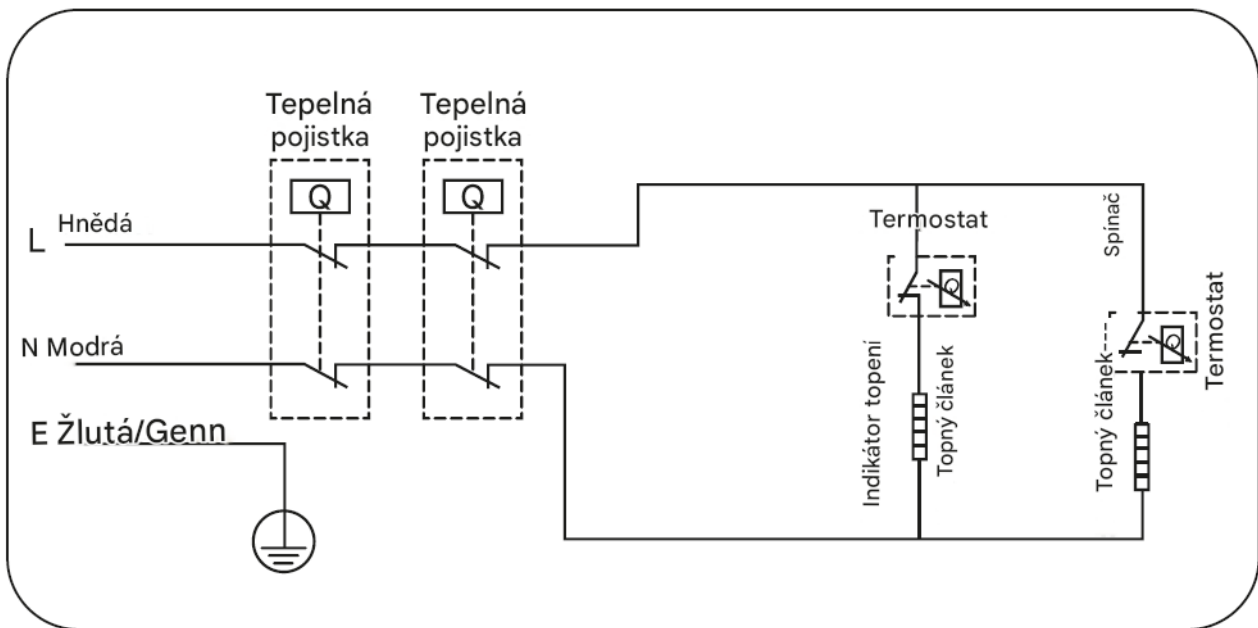 Tepelná
pojistka
Tepelná
pojistka
Q
Q
L Hnědá
N Modrá
E Žlutá/Genn
Termostat
Q
Indikátor topení
Topný článek
Spínač
Q
Termostat
Topný článek